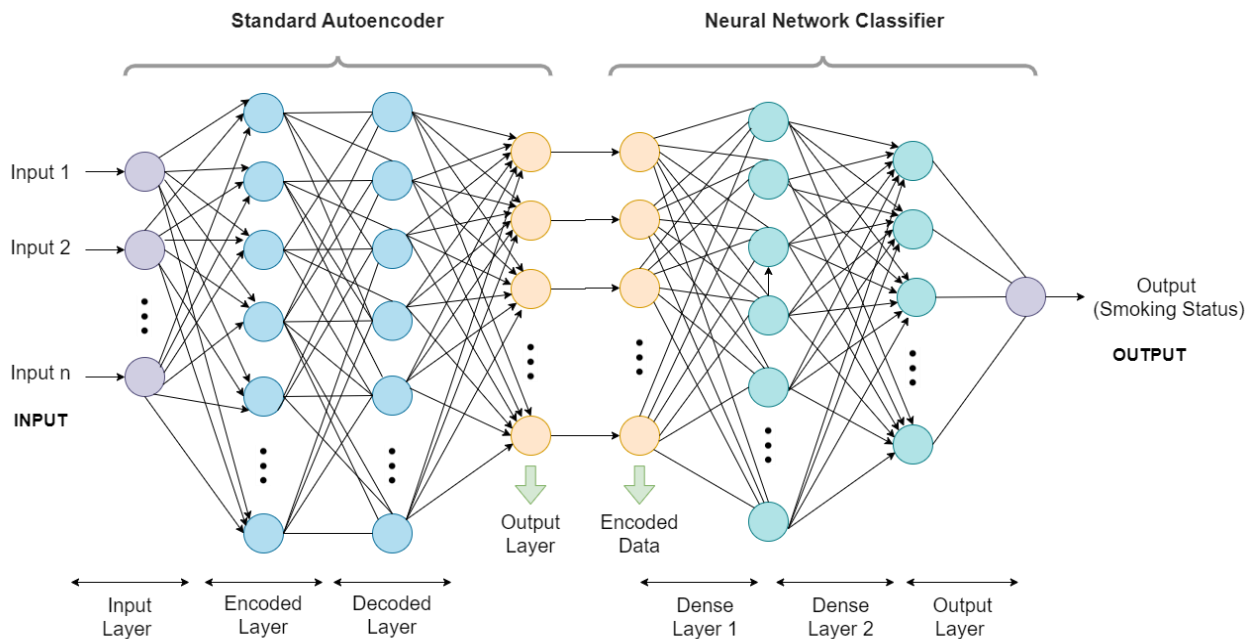 Standard Autoencoder
Neural Network Classifier
Input 1
Input 2
Input n
INPUT
Output
(Smoking Status)
OUTPUT
Output
Layer
Encoded
Data
Input
Layer
Encoded
Layer
Decoded
Layer
Dense
Layer 1
Dense
Layer 2
Output
Layer